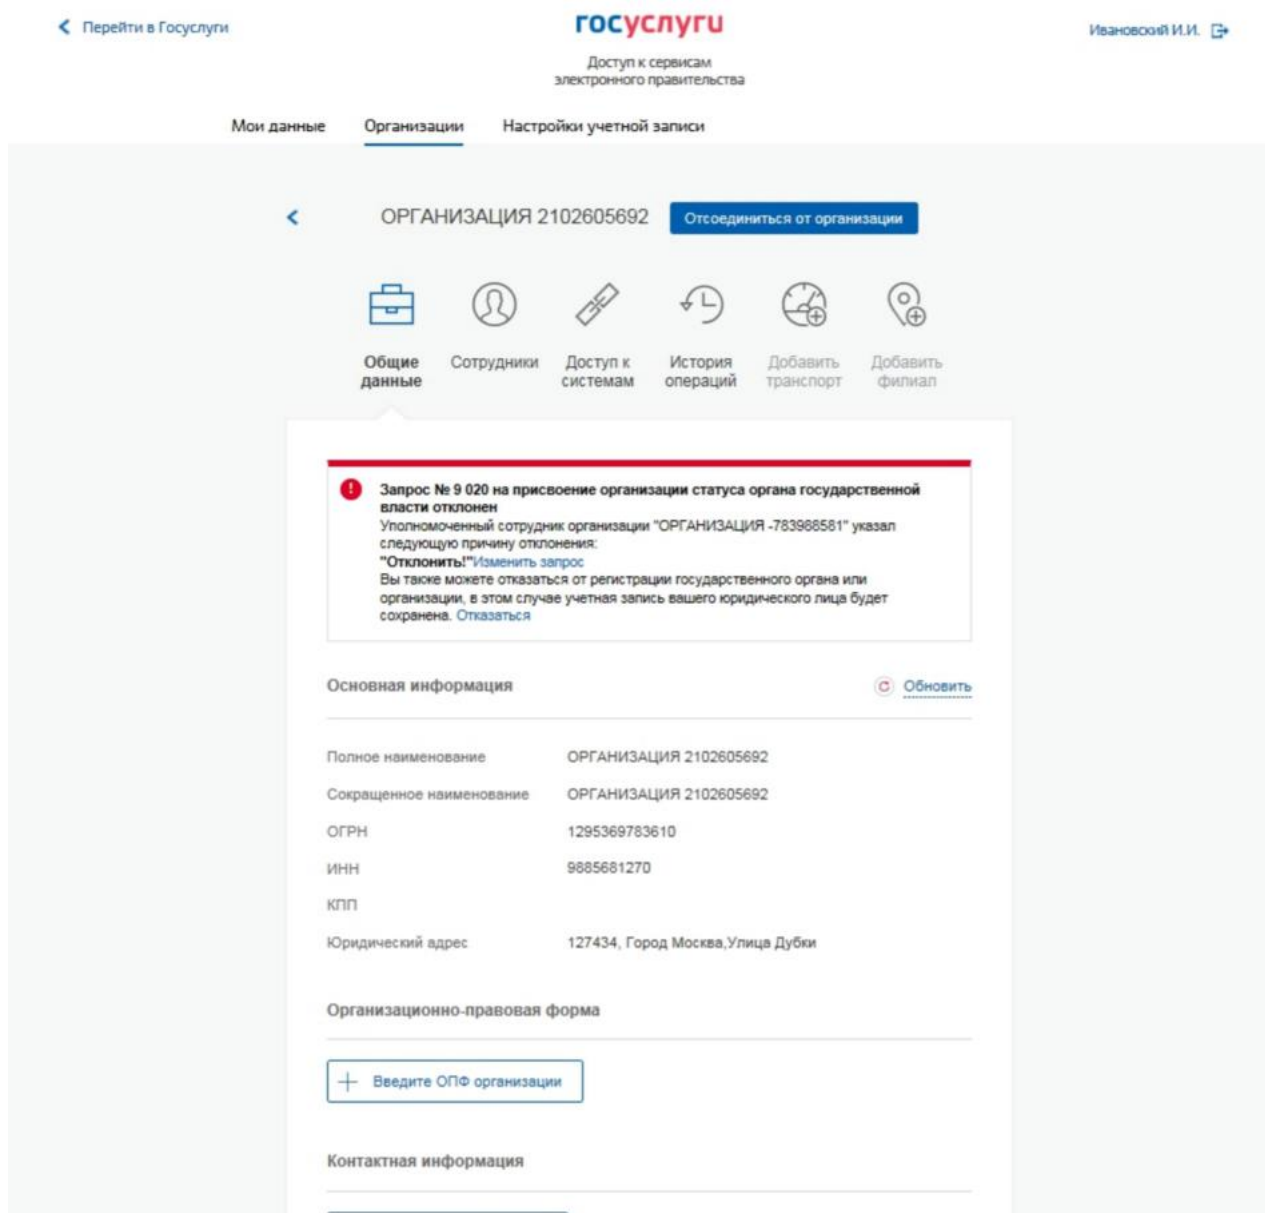 Перейти в Госуслуги
госуслуги
Ивановский И.И.
Доступ к сервисам
электронного правительства
Мои данные Организации Настройки учетной записи
ОРГАНИЗАЦИЯ 2102605692 Отсоединиться от организации
Общие данные
Сотрудники
Доступ к системам
История операций
Добавить транспорт
Добавить филиал
Запрос № 9 020 на присвоение организации статуса органа государственной
власти отклонен
Уполномоченный сотрудник организации "ОРГАНИЗАЦИЯ -783968581" указал
следующую причину отклонения:
"Отклонить!"Изменить запрос
Вы также можете отказаться от регистрации государственного органа или
организации, в этом случае учетная запись вашего юридического лица будет
сохранена. Отказаться
Основная информация Обновить
Полное наименование ОРГАНИЗАЦИЯ 2102605692
Сокращенное наименование ОРГАНИЗАЦИЯ 2102605692
ОГРН 1295369783610
ИНН 9885681270
КПП
Юридический адрес 127434, Город Москва,Улица Дубки
Организационно-правовая форма
Введите ОПФ организации
Контактная информация